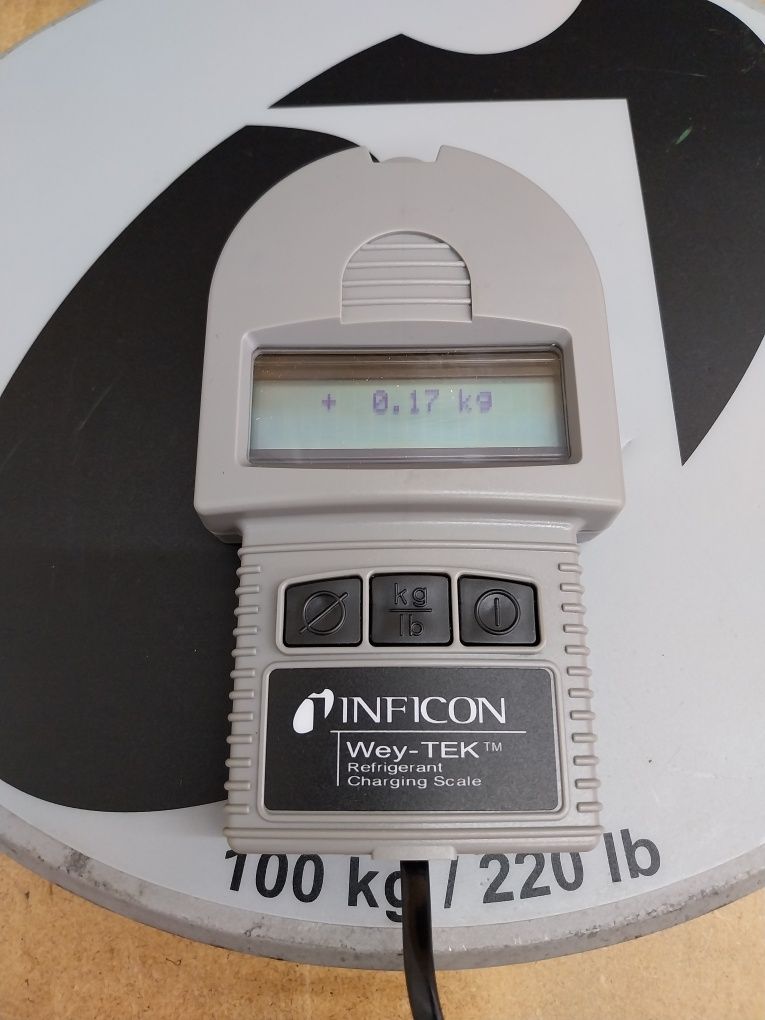 + 0.17 kg
kg
lb
INFICON
Wey-TEK™
Refrigerant
Charging Scale
100 kg / 220 lb